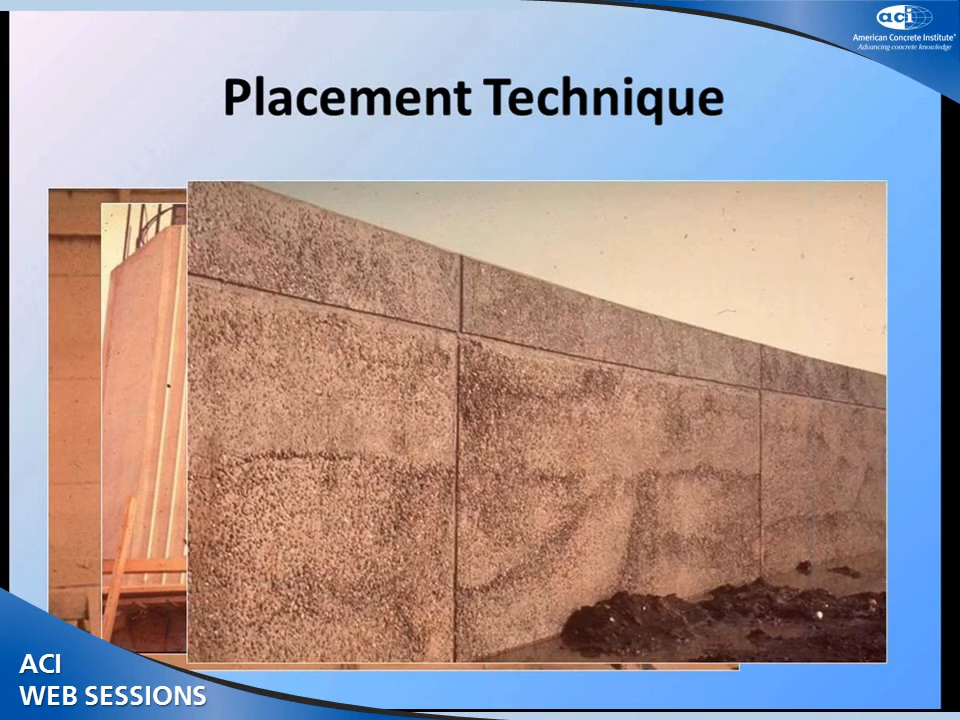 aci
American Concrete Institute®
Advancing concrete knowledge
Placement Technique
ACI
WEB SESSIONS